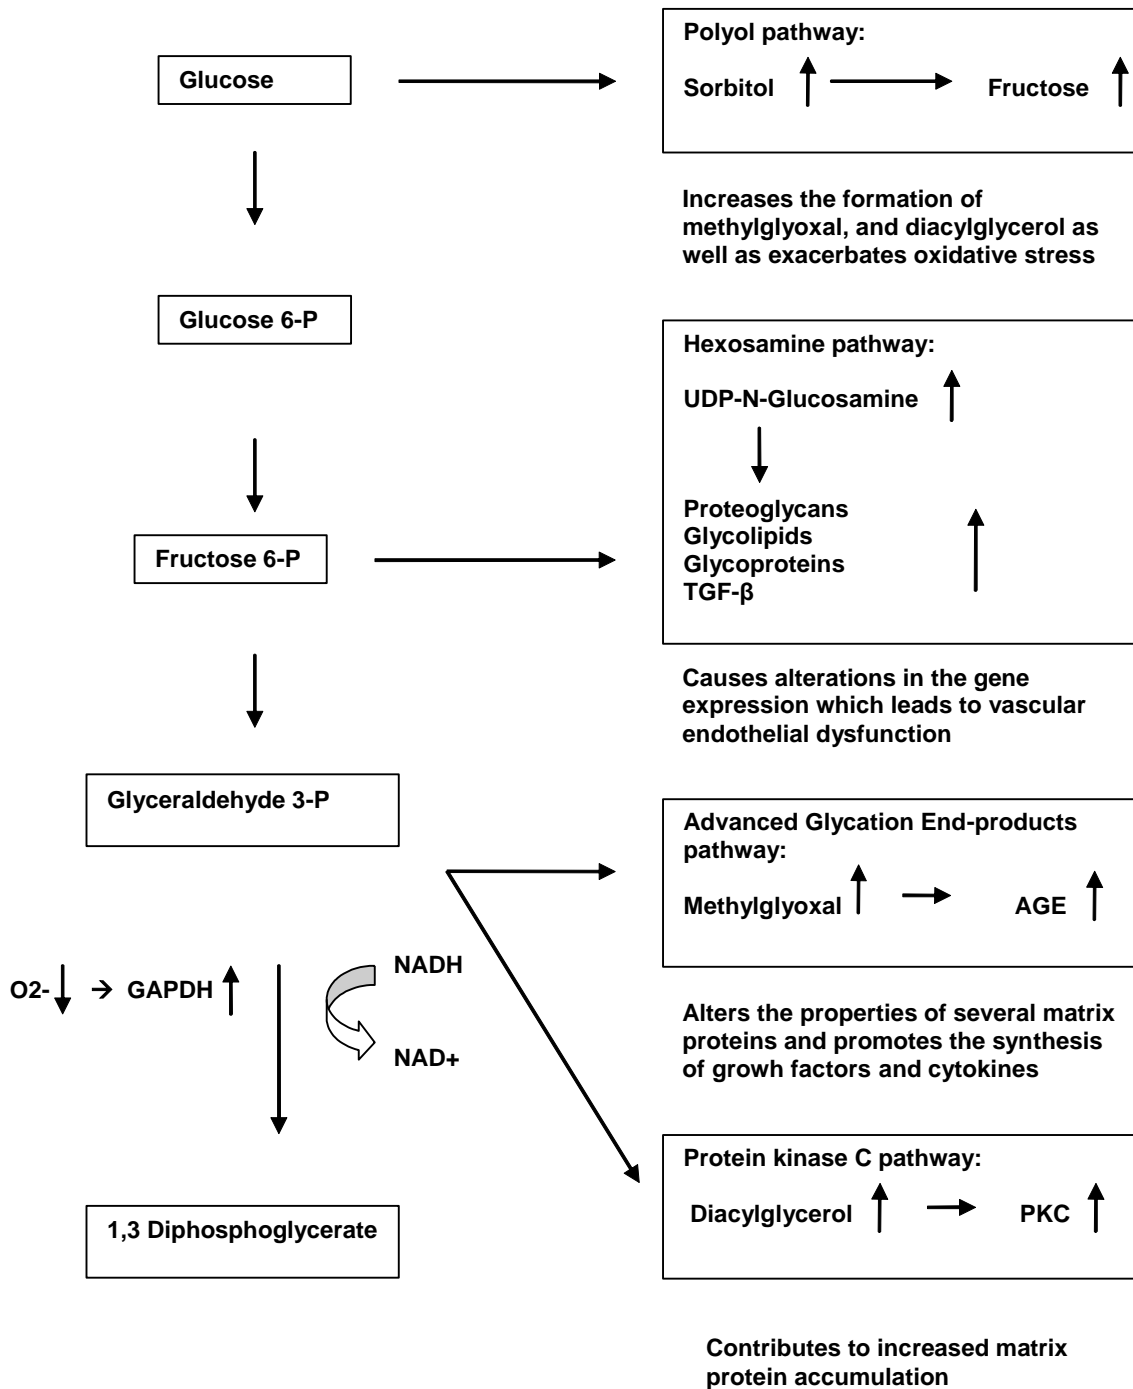 Glucose
Polyol pathway:
Sorbitol
Fructose
Increases the formation of
methylglyoxal, and diacylglycerol as
well as exacerbates oxidative stress
Glucose 6-P
Hexosamine pathway:
UDP-N-Glucosamine
Proteoglycans
Glycolipids
Glycoproteins
TGF-β
Fructose 6-P
Causes alterations in the gene
expression which leads to vascular
endothelial dysfunction
Glyceraldehyde 3-P
Advanced Glycation End-products
pathway:
Methylglyoxal → AGE
O2- ↓ → GAPDH ↑
NADH
NAD+
Alters the properties of several matrix
proteins and promotes the synthesis
of growth factors and cytokines
Protein kinase C pathway:
Diacylglycerol
PKC
1,3 Diphosphoglycerate
Contributes to increased matrix
protein accumulation